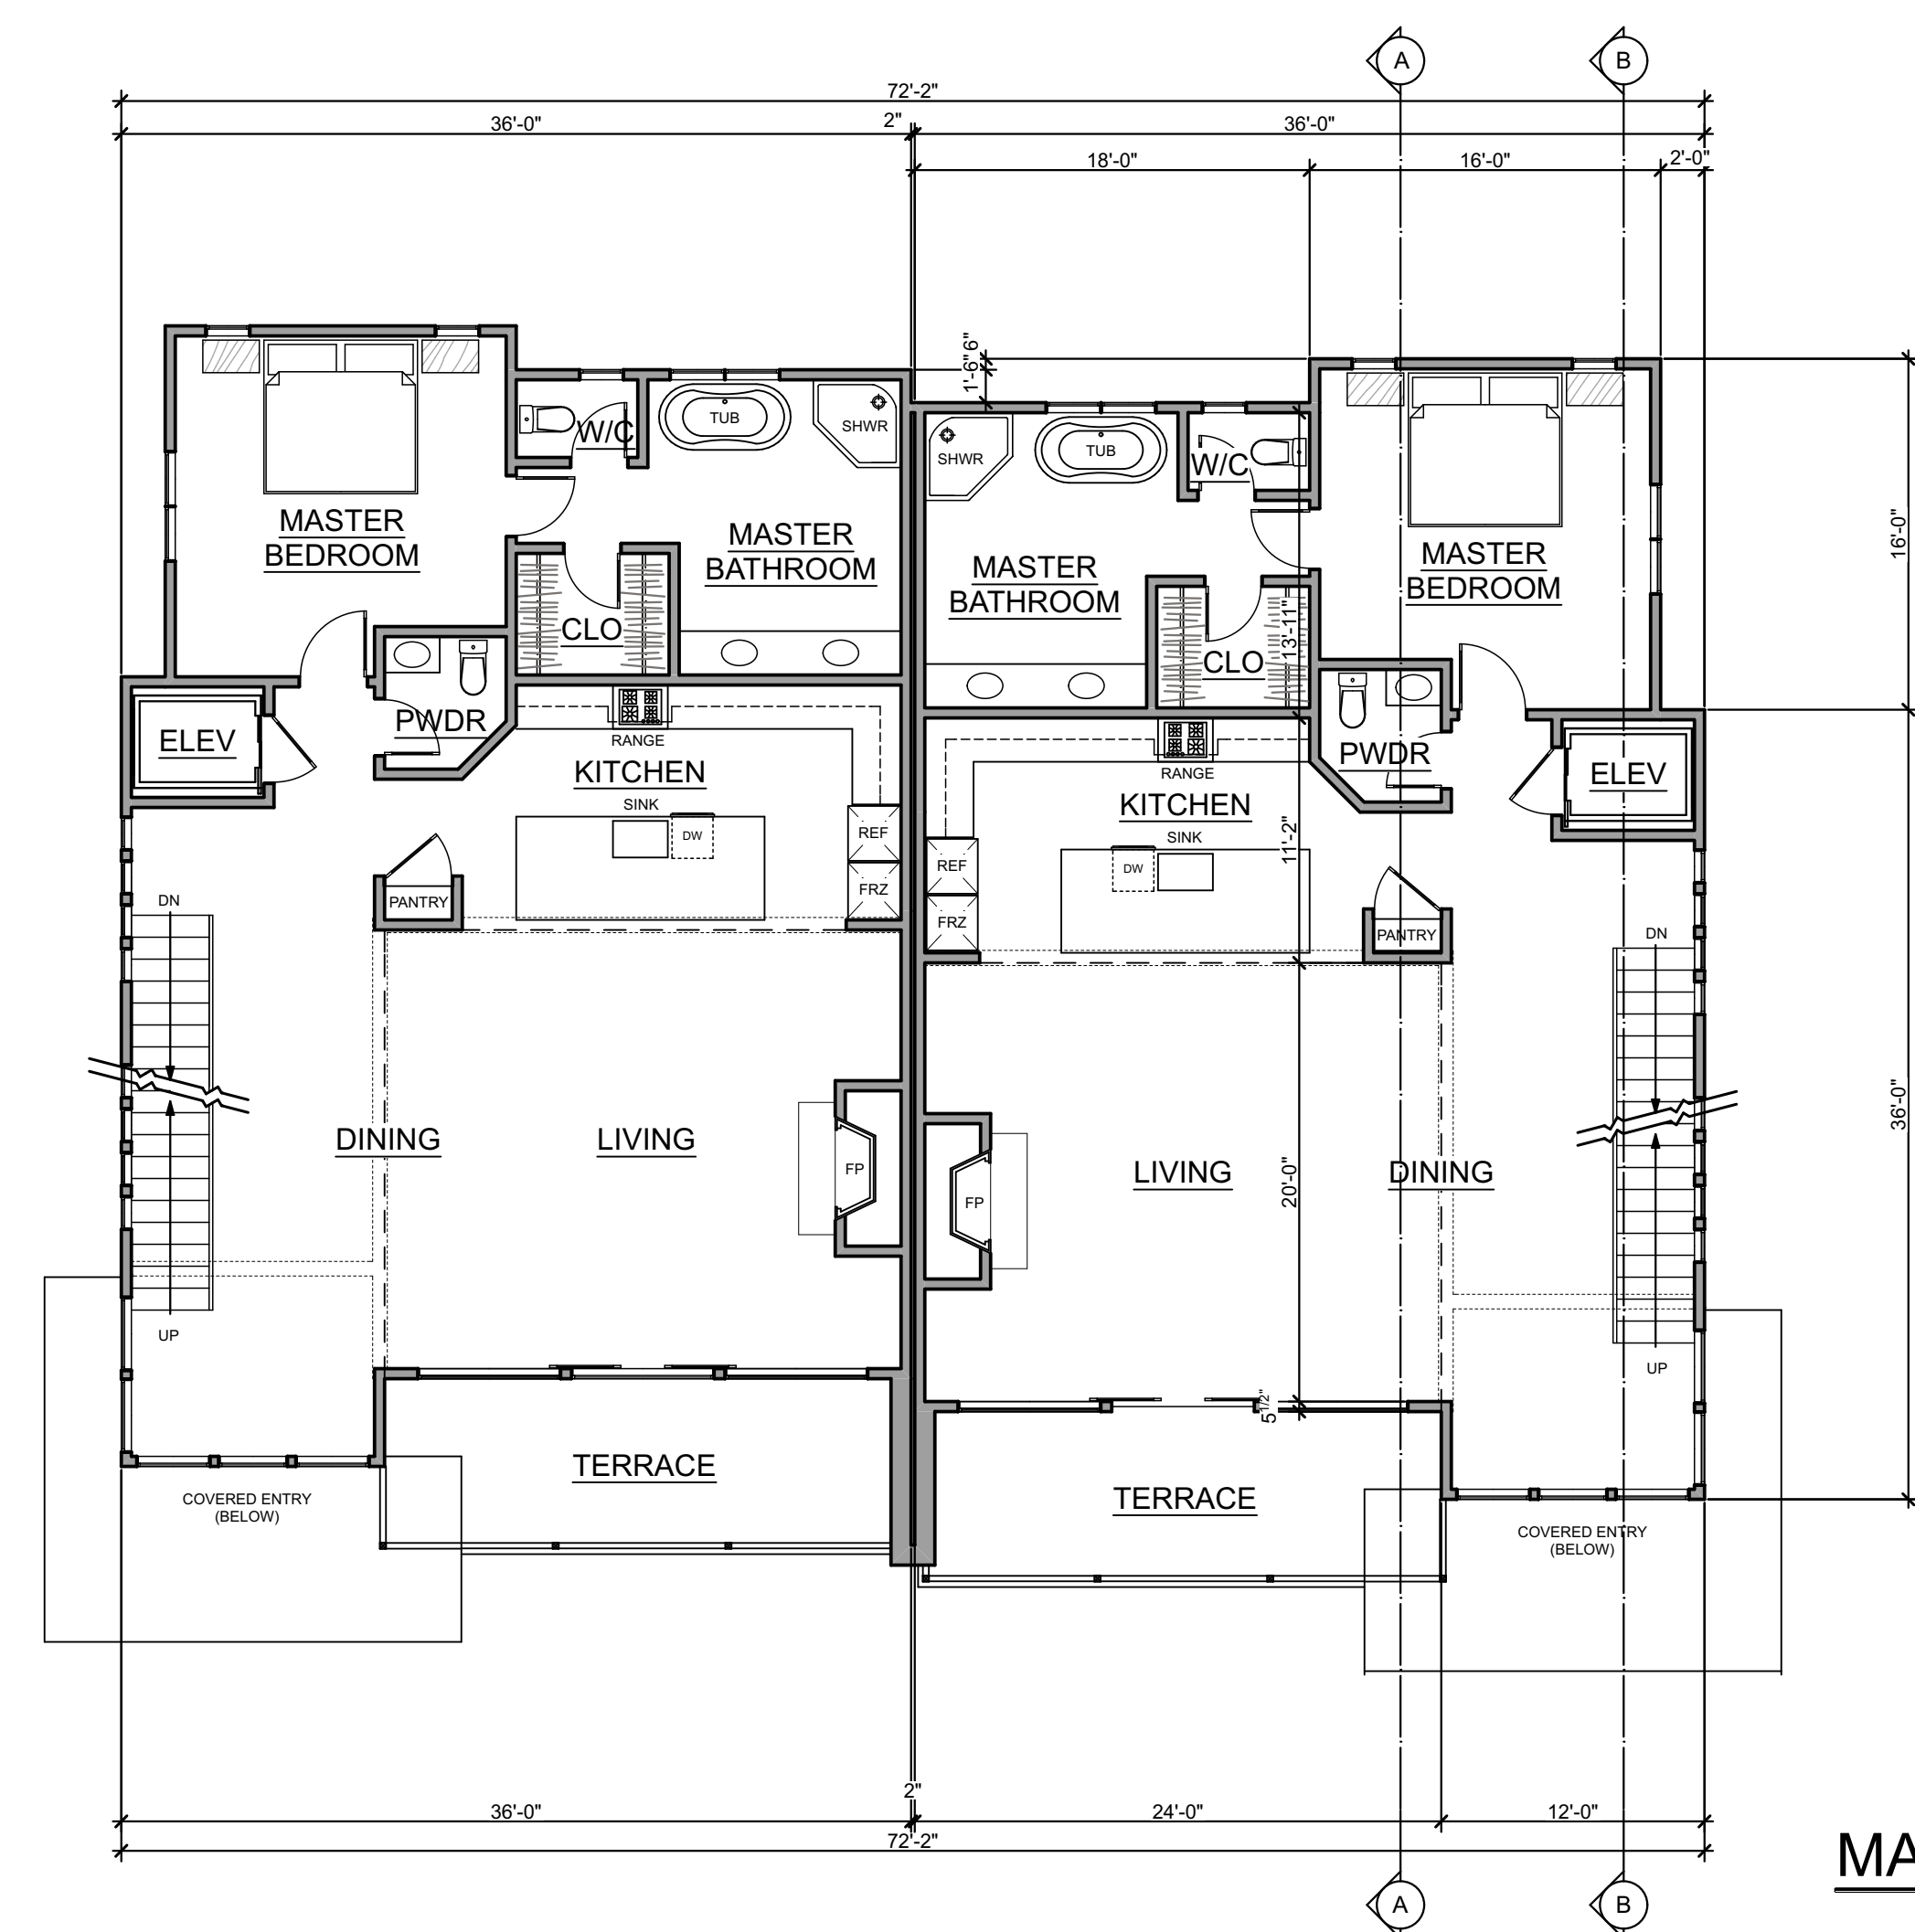 A
B
72'-2"
36'-0"
2"
36'-0"
18'-0"
16'-0"
2'-0"
6"
1'-6"
TUB
SHWR
W/C
MASTER
BEDROOM
MASTER
BATHROOM
CLO
PWDR
ELEV
RANGE
KITCHEN
SINK
DW
REF
FRZ
PANTRY
DN
DINING
LIVING
FP
UP
TERRACE
COVERED ENTRY
(BELOW)
SHWR
TUB
W/C
MASTER
BATHROOM
MASTER
BEDROOM
16'-0"
13'-11"
CLO
PWDR
ELEV
RANGE
KITCHEN
SINK
DW
11'-2"
REF
FRZ
PANTRY
DN
36'-0"
LIVING
DINING
20'-0"
FP
UP
5 1/2"
TERRACE
COVERED ENTRY
(BELOW)
2"
36'-0"
24'-0"
12'-0"
72'-2"
MA
A
B